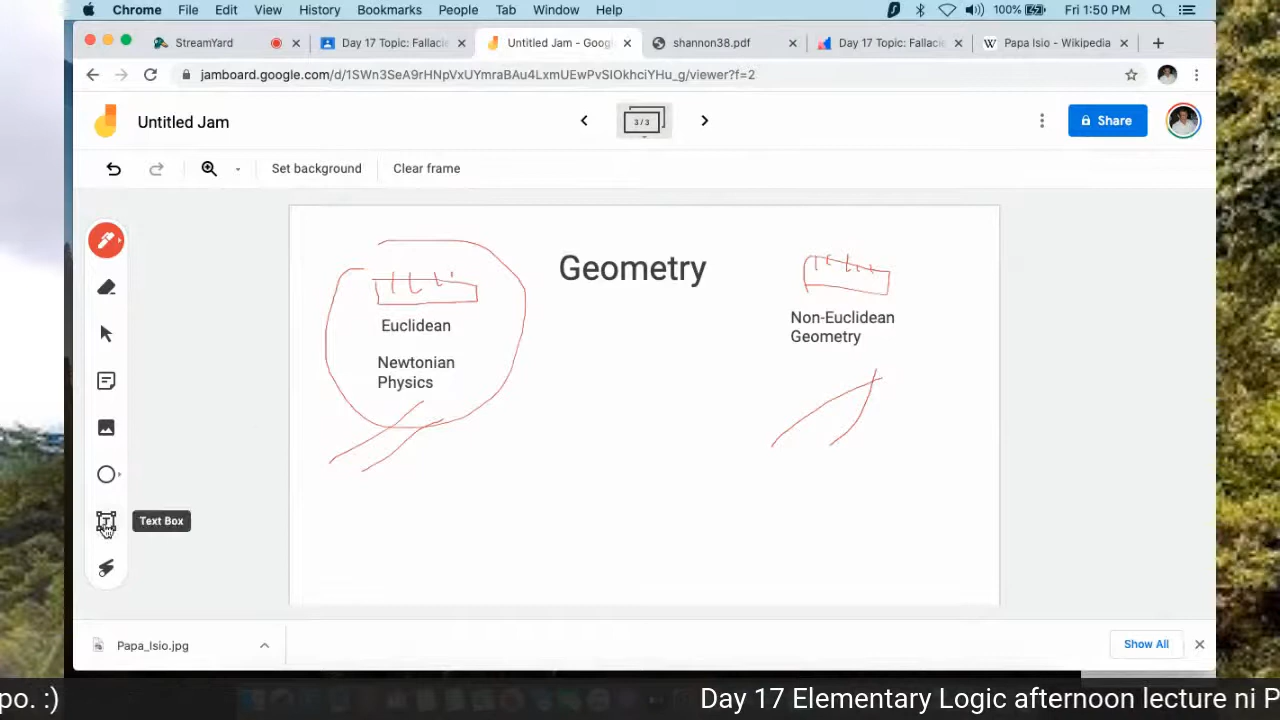 Chrome File Edit View History Bookmarks People Tab Window Help 100% Fri 1:50 PM
StreamYard
Day 17 Topic: Fallacie
Untitled Jam - Goog
shannon38.pdf
Day 17 Topic: Fallacie
Papa Isio - Wikipedia
jamboard.google.com/d/1SWn3SeA9rHNpVxUYmraBAu4LxmUEwPvSIOkhciYHu_g/viewer?f=2
Untitled Jam
3 / 3
Share
Set background
Clear frame
Geometry
Euclidean
Newtonian
Physics
Non-Euclidean
Geometry
Text Box
Papa_Isio.jpg
Show All
po. :) Day 17 Elementary Logic afternoon lecture ni P